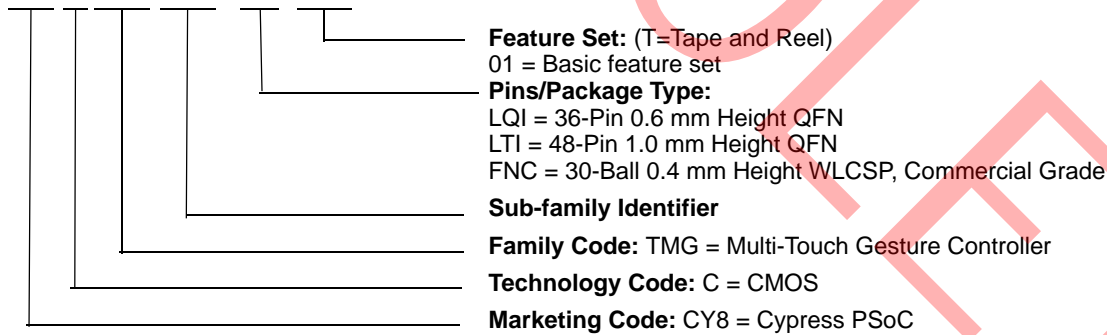 Feature Set: (T=Tape and Reel)
01 = Basic feature set
Pins/Package Type:
LQI = 36-Pin 0.6 mm Height QFN
LTI = 48-Pin 1.0 mm Height QFN
FNC = 30-Ball 0.4 mm Height WLCSP, Commercial Grade
Sub-family Identifier
Family Code: TMG = Multi-Touch Gesture Controller
Technology Code: C = CMOS
Marketing Code: CY8 = Cypress PSoC